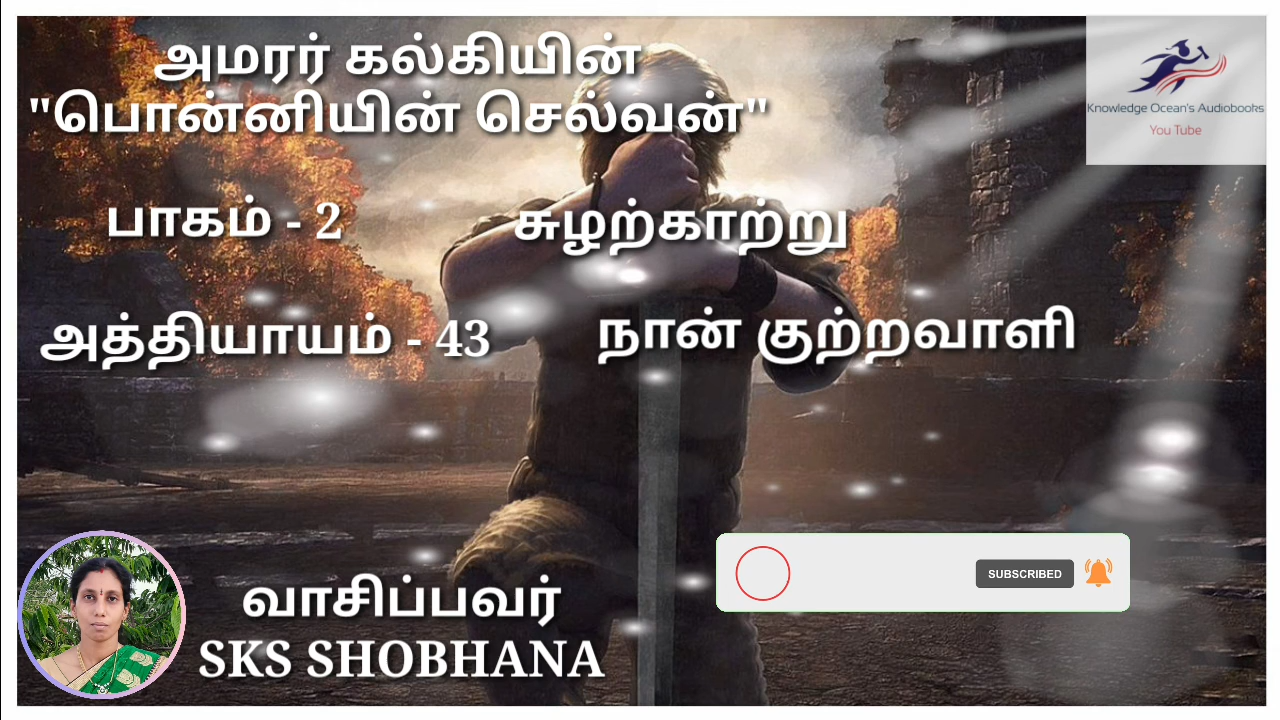 அமரர் கல்கியின்
"பொன்னியின் செல்வன்"
Knowledge Ocean's Audiobooks
You Tube
பாகம் - 2 சுழற்காற்று
அத்தியாயம் - 43 நான் குற்றவாளி
SUBSCRIBED
வாசிப்பவர்
SKS SHOBHANA